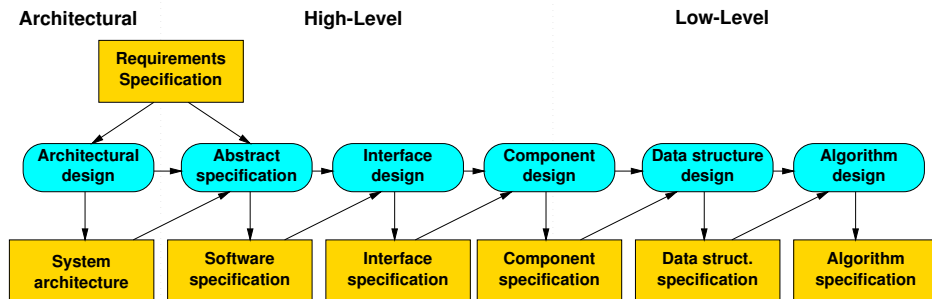 Architectural
High-Level
Low-Level
Requirements
Specification
Architectural
design
Abstract
specification
Interface
design
Component
design
Data structure
design
Algorithm
design
System
architecture
Software
specification
Interface
specification
Component
specification
Data struct.
specification
Algorithm
specification